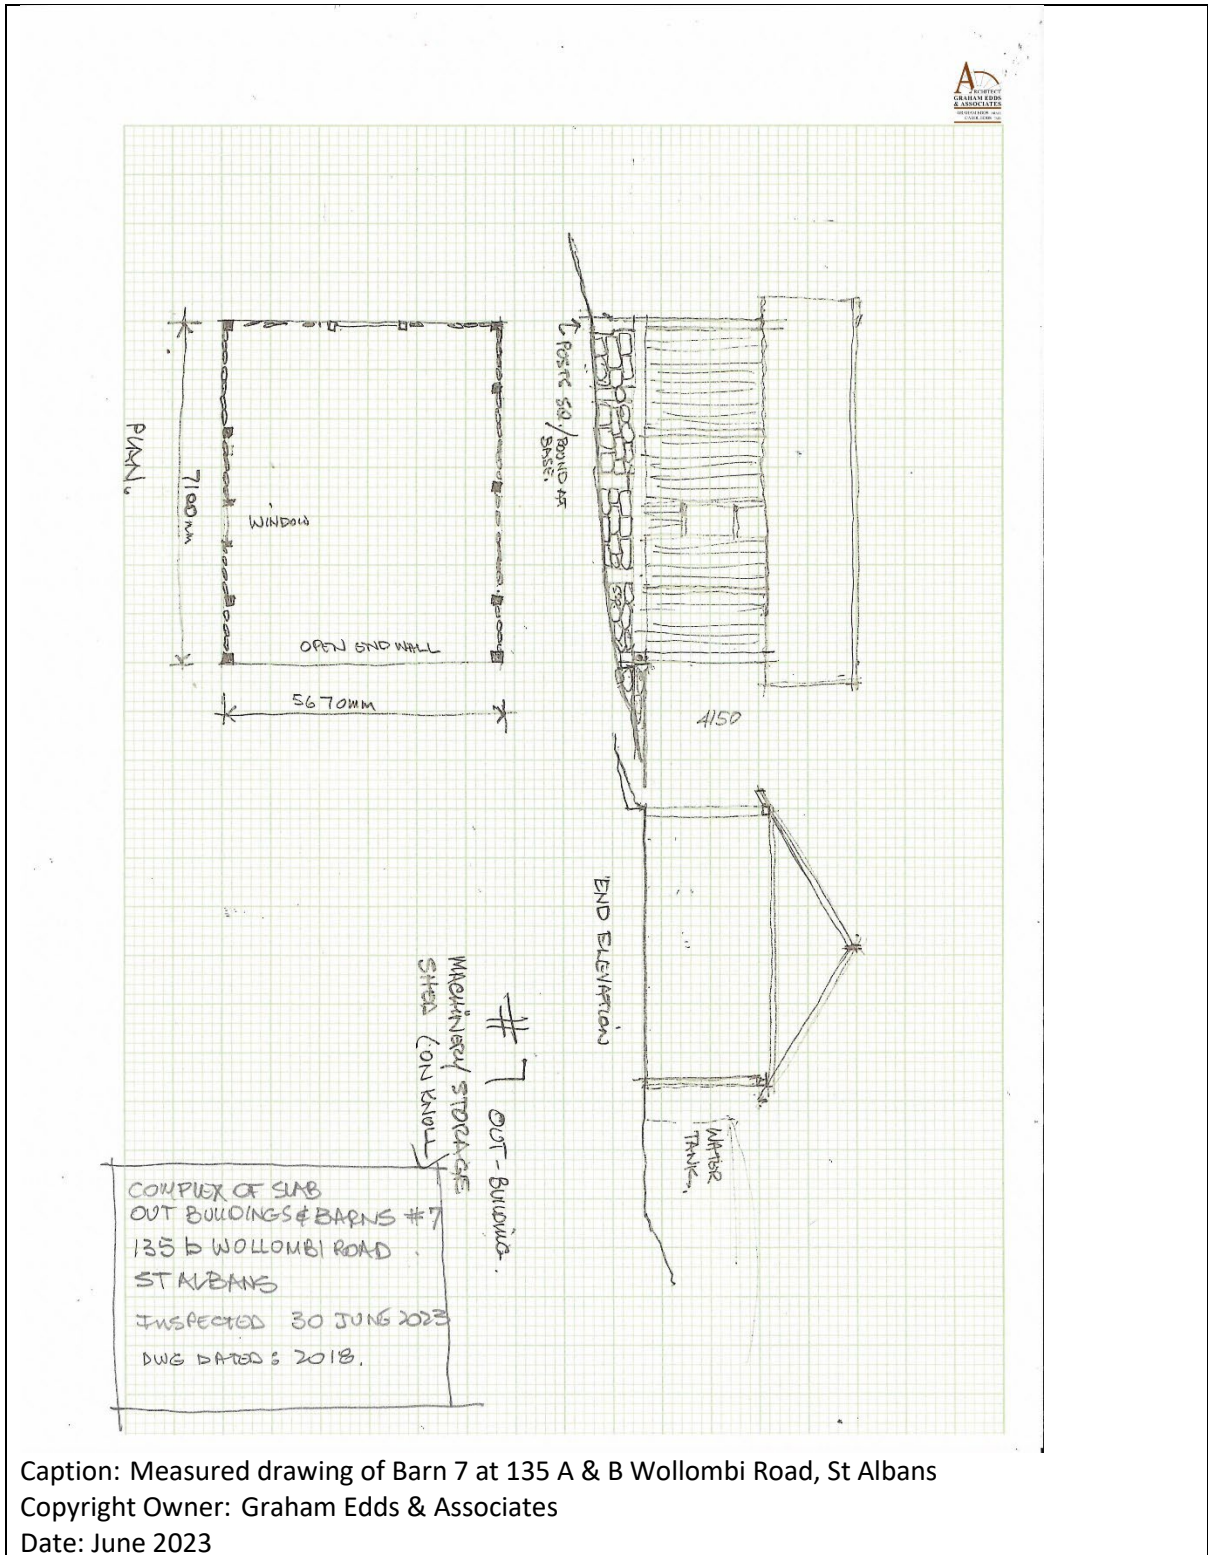 ARCHITECT
GRAHAM EDDS
& ASSOCIATES
PLAN.
7100mm
WINDOW
OPEN END WALL
5670mm
POSTS SQ./ROUND AT
BASE.
4150
END ELEVATION
WATER
TANK.
#7 OUT-BUILDING.
MACHINERY STORAGE
SHED (ON KNOLL)
COMPLEX OF SLAB
OUT BUILDINGS & BARNS #7
135 b WOLLOMBI ROAD
ST ALBANS
INSPECTED 30 JUNE 2023
DWG DATED: 2018.
Caption: Measured drawing of Barn 7 at 135 A & B Wollombi Road, St Albans
Copyright Owner: Graham Edds & Associates
Date: June 2023